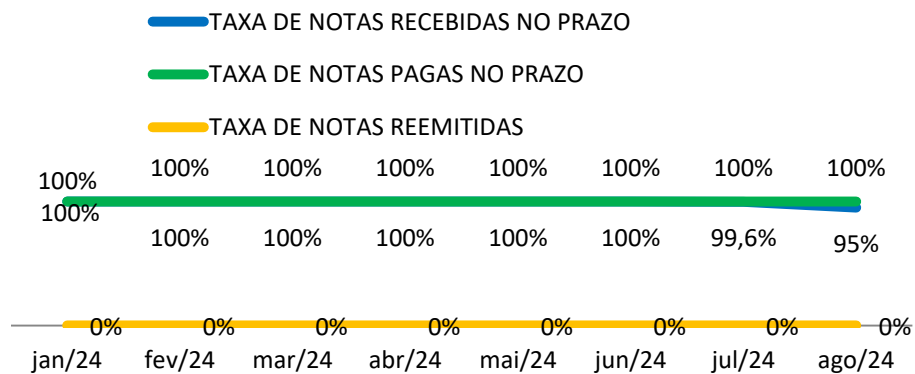 TAXA DE NOTAS RECEBIDAS NO PRAZO
TAXA DE NOTAS PAGAS NO PRAZO
TAXA DE NOTAS REEMITIDAS
100% 100% 100% 100% 100% 100% 100% 100%
100% 100% 100% 100% 100% 100% 99,6% 95%
0% 0% 0% 0% 0% 0% 0% 0%
jan/24 fev/24 mar/24 abr/24 mai/24 jun/24 jul/24 ago/24